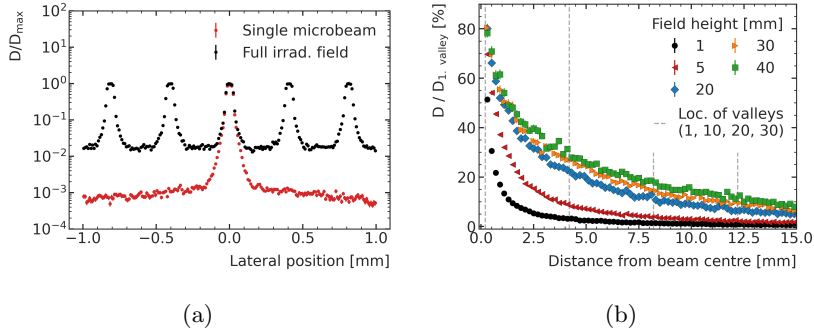 10²
10¹
10⁰
10⁻¹
10⁻²
10⁻³
10⁻⁴
D/Dₘₐₓ
Single microbeam
Full irrad. field
−1.0 −0.5 0.0 0.5 1.0
Lateral position [mm]
(a)
80
60
40
20
0
D / D₁. valley [%]
Field height [mm]
1 30
5 40
20
Loc. of valleys
(1, 10, 20, 30)
0.0 2.5 5.0 7.5 10.0 12.5 15.0
Distance from beam centre [mm]
(b)